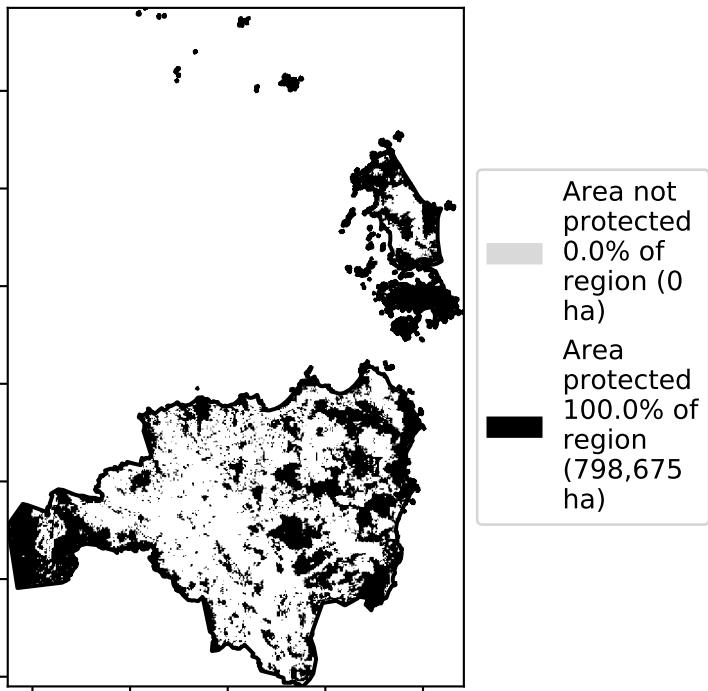 Area not
protected
0.0% of
region (0
ha)
Area
protected
100.0% of
region
(798,675
ha)